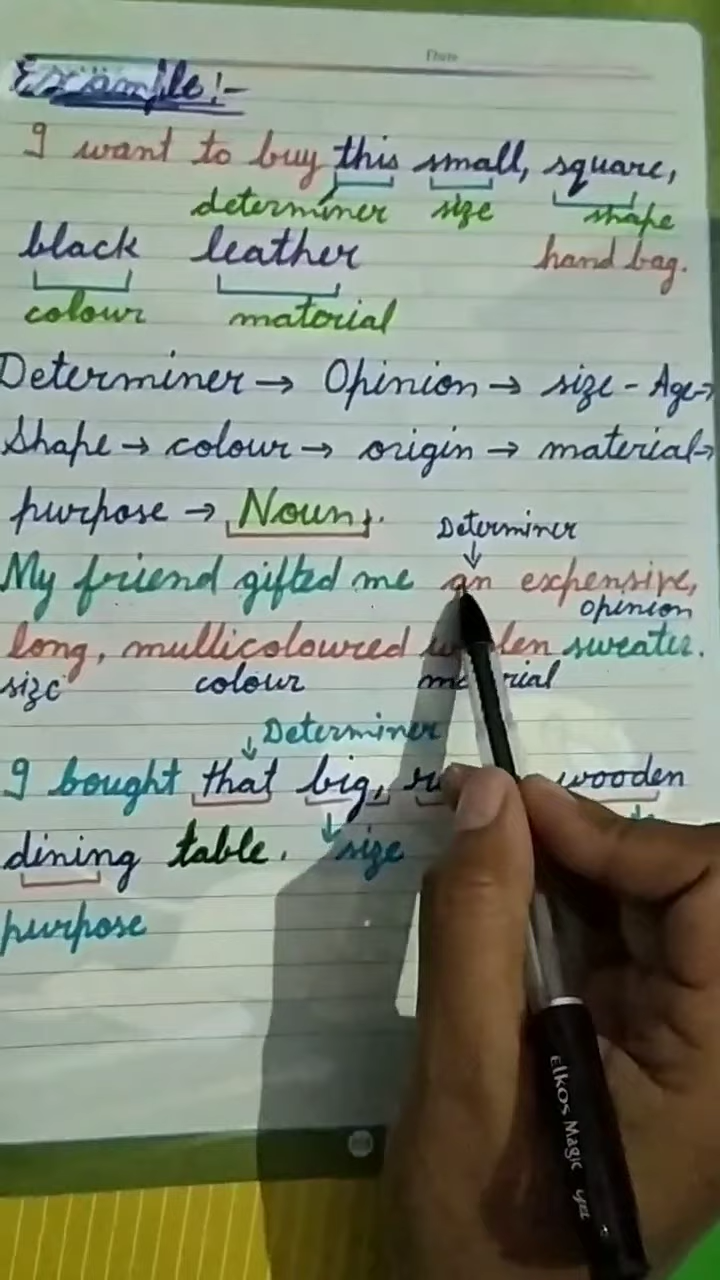 Date
Example:-
I want to buy this small, square,
determiner size shape
black leather hand bag.
colour material
Determiner → Opinion → size - Age →
Shape → colour → origin → material →
purpose → Noun.
Determiner
My friend gifted me an expensive,
opinion
long, mullicoloured sweater.
size colour
Determiner
I bought that big, wooden
dining table. size
purpose
Elkos Magic